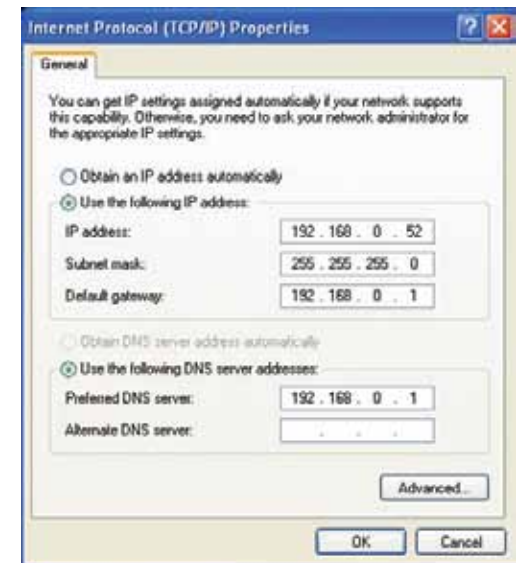 Internet Protocol (TCP/IP) Properties
General
You can get IP settings assigned automatically if your network supports
this capability. Otherwise, you need to ask your network administrator for
the appropriate IP settings.
Obtain an IP address automatically
Use the following IP address:
IP address: 192 . 168 . 0 . 52
Subnet mask: 255 . 255 . 255 . 0
Default gateway: 192 . 168 . 0 . 1
Obtain DNS server address automatically
Use the following DNS server addresses:
Preferred DNS server: 192 . 168 . 0 . 1
Alternate DNS server: . . .
Advanced...
OK Cancel